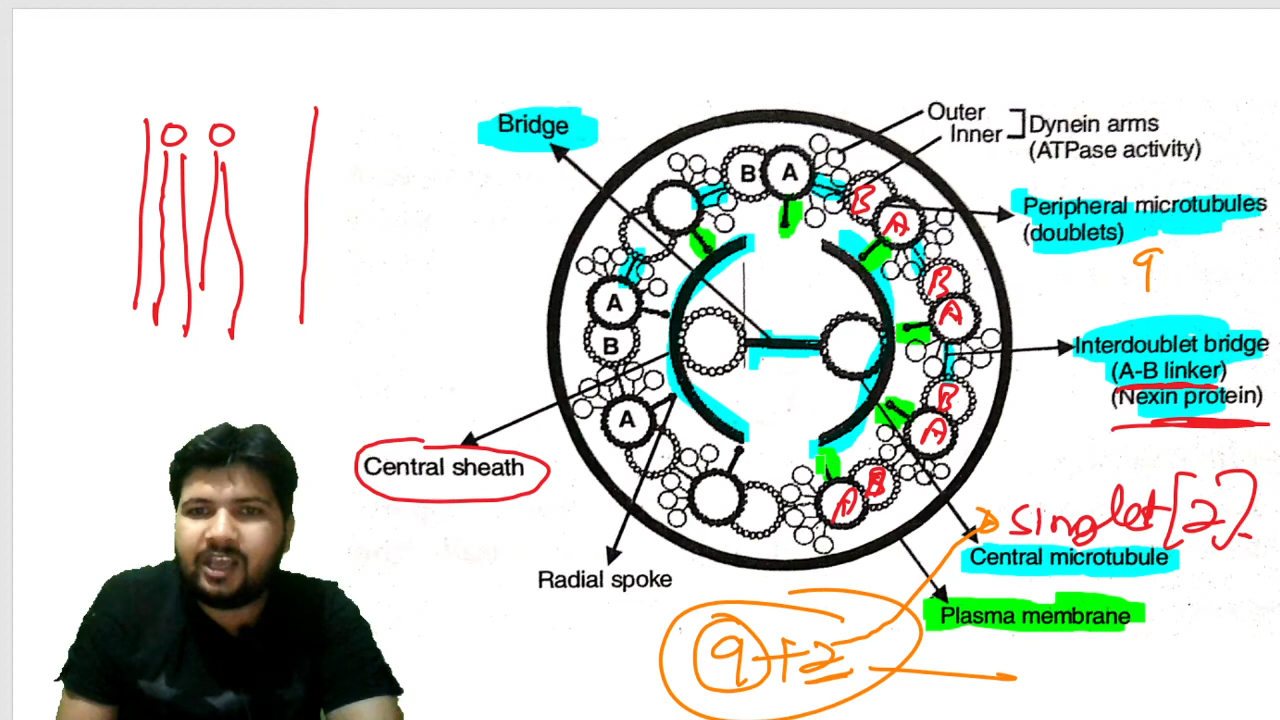 Bridge
Outer
Inner
Dynein arms
(ATPase activity)
B
A
B
A
Peripheral microtubules
(doublets)
9
B
A
A
B
Interdoublet bridge
(A-B linker)
(Nexin protein)
B
A
A
Central sheath
B
A
singlet [2]
Central microtubule
Radial spoke
Plasma membrane
9+2